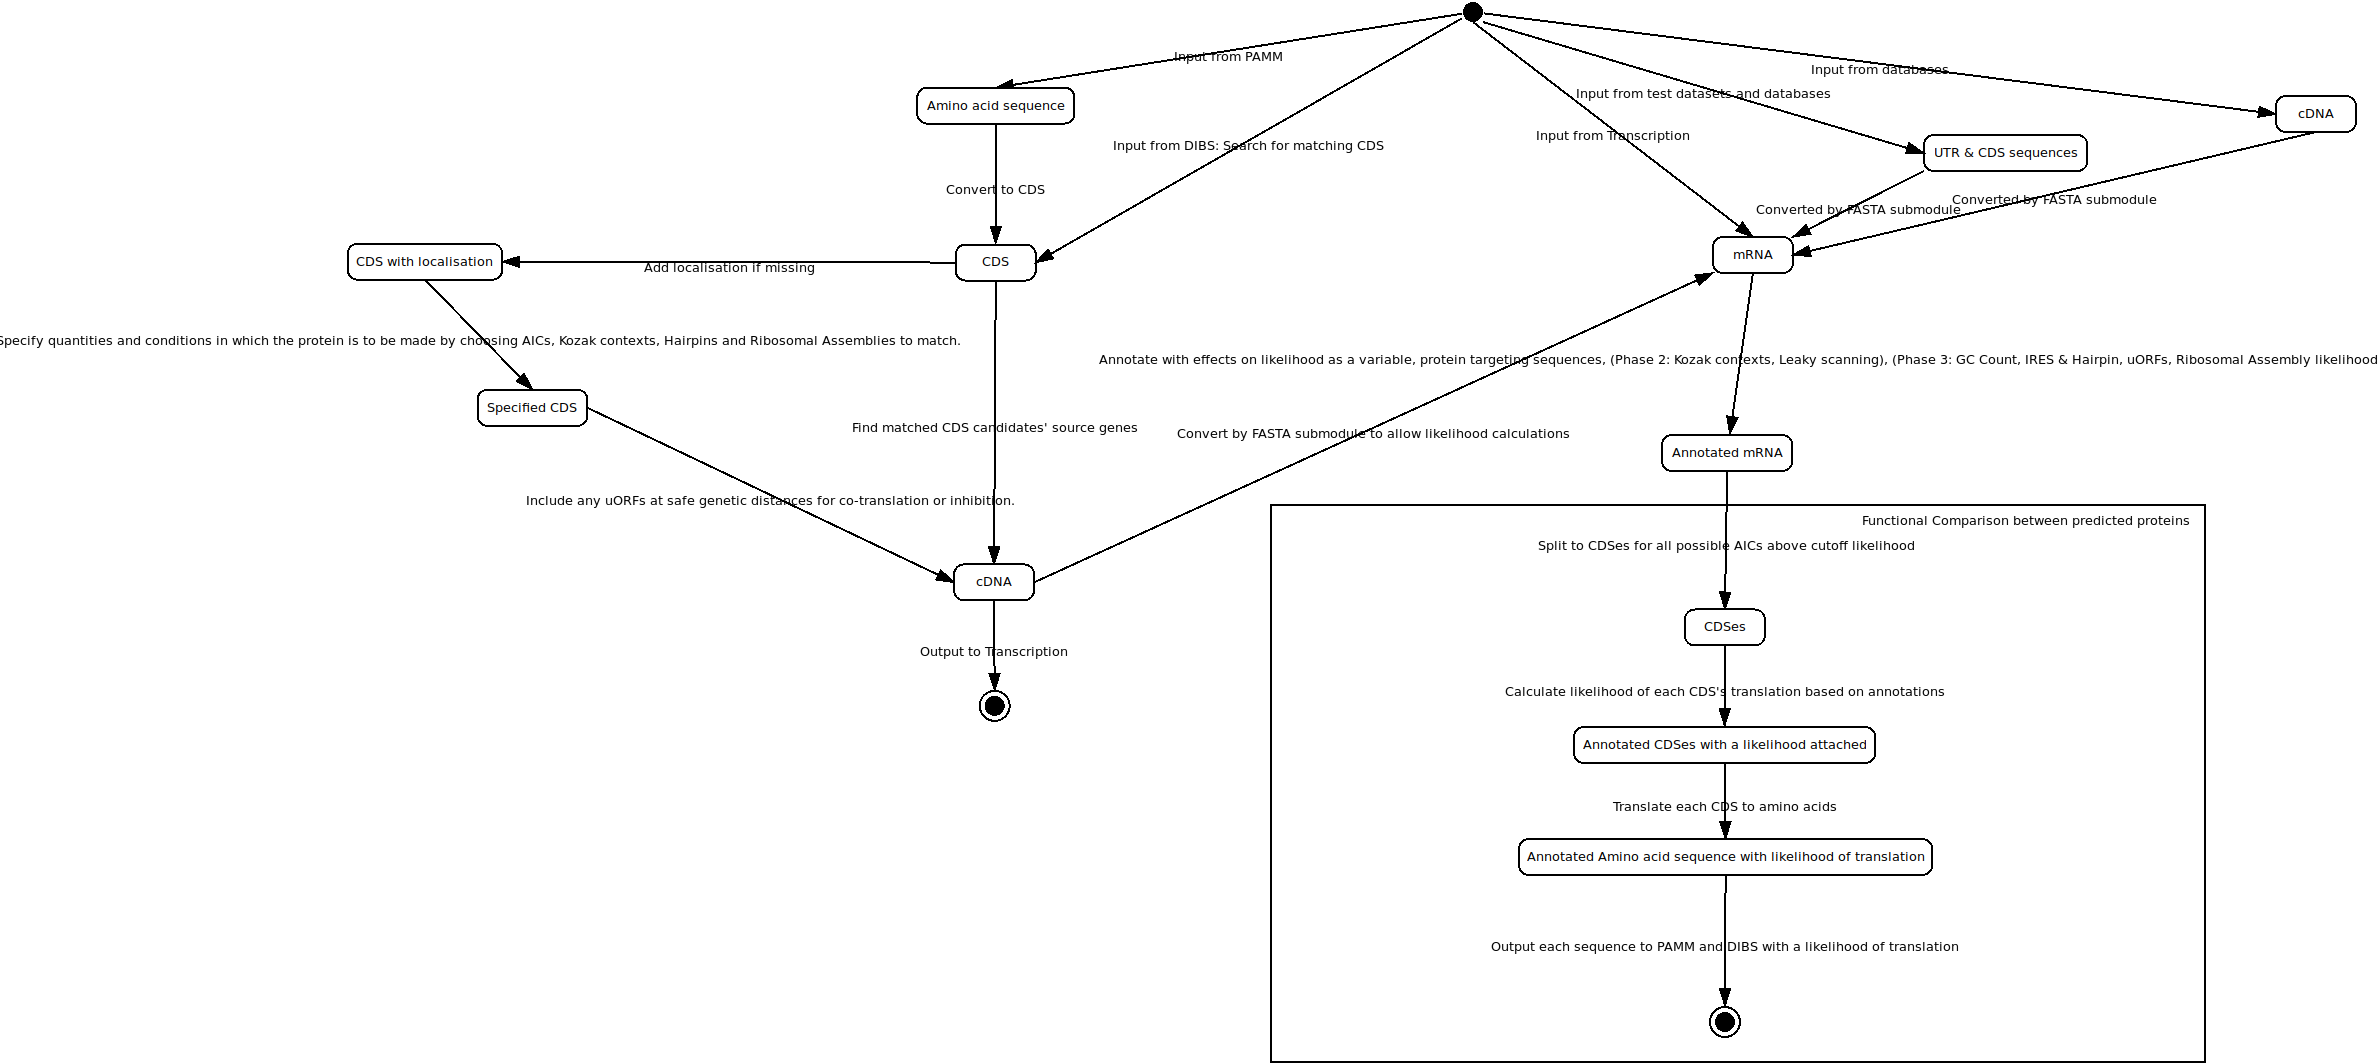 Input from PAMM
Input from databases
Input from test datasets and databases
Amino acid sequence
cDNA
Input from Transcription
Input from DIBS: Search for matching CDS
UTR & CDS sequences
Convert to CDS
Converted by FASTA submodule
Converted by FASTA submodule
CDS with localisation
Add localisation if missing
CDS
mRNA
Specify quantities and conditions in which the protein is to be made by choosing AICs, Kozak contexts, Hairpins and Ribosomal Assemblies to match.
Annotate with effects on likelihood as a variable, protein targeting sequences, (Phase 2: Kozak contexts, Leaky scanning), (Phase 3: GC Count, IRES & Hairpin, uORFs, Ribosomal Assembly likelihood
Specified CDS
Find matched CDS candidates' source genes
Convert by FASTA submodule to allow likelihood calculations
Annotated mRNA
Include any uORFs at safe genetic distances for co-translation or inhibition.
Functional Comparison between predicted proteins
Split to CDSes for all possible AICs above cutoff likelihood
cDNA
CDSes
Output to Transcription
Calculate likelihood of each CDS's translation based on annotations
Annotated CDSes with a likelihood attached
Translate each CDS to amino acids
Annotated Amino acid sequence with likelihood of translation
Output each sequence to PAMM and DIBS with a likelihood of translation